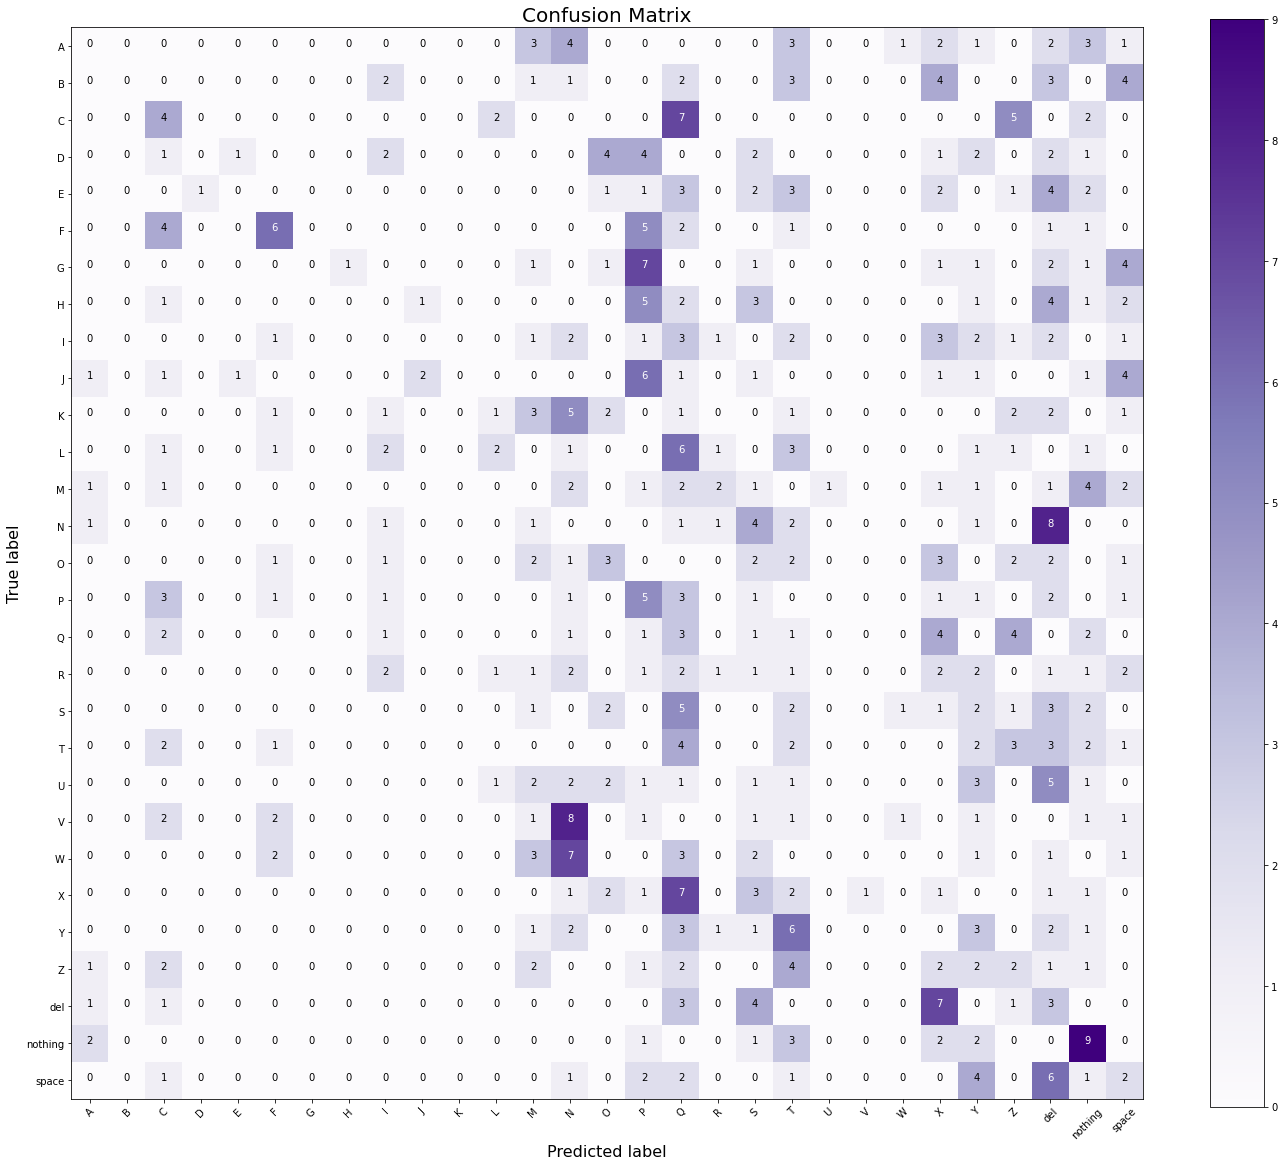 Confusion Matrix
A 0 0 0 0 0 0 0 0 0 0 0 0 3 4 0 0 0 0 0 3 0 0 1 2 1 0 2 3 1
B 0 0 0 0 0 0 0 0 2 0 0 0 1 1 0 0 2 0 0 3 0 0 0 4 0 0 3 0 4
C 0 0 4 0 0 0 0 0 0 0 0 2 0 0 0 0 7 0 0 0 0 0 0 0 0 5 0 2 0
D 0 0 1 0 1 0 0 0 2 0 0 0 0 0 4 4 0 0 2 0 0 0 0 1 2 0 2 1 0
E 0 0 0 1 0 0 0 0 0 0 0 0 0 0 1 1 3 0 2 3 0 0 0 2 0 1 4 2 0
F 0 0 4 0 0 6 0 0 0 0 0 0 0 0 0 5 2 0 0 1 0 0 0 0 0 0 1 1 0
G 0 0 0 0 0 0 0 1 0 0 0 0 1 0 1 7 0 0 1 0 0 0 0 1 1 0 2 1 4
H 0 0 1 0 0 0 0 0 0 1 0 0 0 0 0 5 2 0 3 0 0 0 0 0 1 0 4 1 2
I 0 0 0 0 0 1 0 0 0 0 0 0 1 2 0 1 3 1 0 2 0 0 0 3 2 1 2 0 1
J 1 0 1 0 1 0 0 0 0 2 0 0 0 0 0 6 1 0 1 0 0 0 0 1 1 0 0 1 4
K 0 0 0 0 0 1 0 0 1 0 0 1 3 5 2 0 1 0 0 1 0 0 0 0 0 2 2 0 1
L 0 0 1 0 0 1 0 0 2 0 0 2 0 1 0 0 6 1 0 3 0 0 0 0 1 1 0 1 0
M 1 0 1 0 0 0 0 0 0 0 0 0 0 2 0 1 2 2 1 0 1 0 0 1 1 0 1 4 2
N 1 0 0 0 0 0 0 0 1 0 0 0 1 0 0 0 1 1 4 2 0 0 0 0 1 0 8 0 0
O 0 0 0 0 0 1 0 0 1 0 0 0 2 1 3 0 0 0 2 2 0 0 0 3 0 2 2 0 1
P 0 0 3 0 0 1 0 0 1 0 0 0 0 1 0 5 3 0 1 0 0 0 0 1 1 0 2 0 1
Q 0 0 2 0 0 0 0 0 1 0 0 0 0 1 0 1 3 0 1 1 0 0 0 4 0 4 0 2 0
R 0 0 0 0 0 0 0 0 2 0 0 1 1 2 0 1 2 1 1 1 0 0 0 2 2 0 1 1 2
S 0 0 0 0 0 0 0 0 0 0 0 0 1 0 2 0 5 0 0 2 0 0 1 1 2 1 3 2 0
T 0 0 2 0 0 1 0 0 0 0 0 0 0 0 0 0 4 0 0 2 0 0 0 0 2 3 3 2 1
U 0 0 0 0 0 0 0 0 0 0 0 1 2 2 2 1 1 0 1 1 0 0 0 0 3 0 5 1 0
V 0 0 2 0 0 2 0 0 0 0 0 0 1 8 0 1 0 0 1 1 0 0 1 0 1 0 0 1 1
W 0 0 0 0 0 2 0 0 0 0 0 0 3 7 0 0 3 0 2 0 0 0 0 0 1 0 1 0 1
X 0 0 0 0 0 0 0 0 0 0 0 0 0 1 2 1 7 0 3 2 0 1 0 1 0 0 1 1 0
Y 0 0 0 0 0 0 0 0 0 0 0 0 1 2 0 0 3 1 1 6 0 0 0 0 3 0 2 1 0
Z 1 0 2 0 0 0 0 0 0 0 0 0 2 0 0 1 2 0 0 4 0 0 0 2 2 2 1 1 0
del 1 0 1 0 0 0 0 0 0 0 0 0 0 0 0 0 3 0 4 0 0 0 0 7 0 1 3 0 0
nothing 2 0 0 0 0 0 0 0 0 0 0 0 0 0 0 1 0 0 1 3 0 0 0 2 2 0 0 9 0
space 0 0 1 0 0 0 0 0 0 0 0 0 0 1 0 2 2 0 0 1 0 0 0 0 4 0 6 1 2
A B C D E F G H I J K L M N O P Q R S T U V W X Y Z del nothing space
True label
Predicted label
9
8
7
6
5
4
3
2
1
0